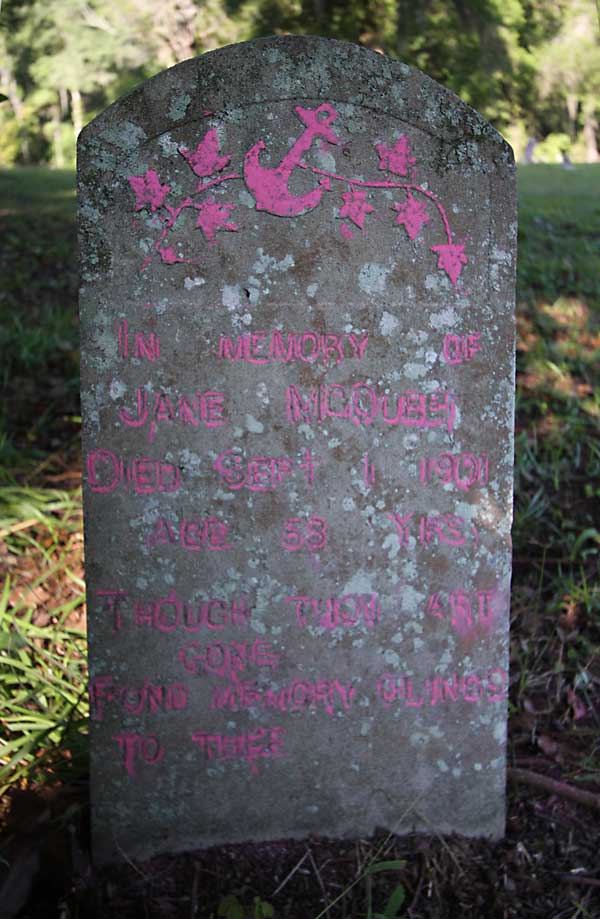 IN MEMORY OF
JANE MCQUEEN
DIED SEPT 1 1901
AGE 58 YRS.
THOUGH THOU ART
GONE
FOND MEMORY CLINGS
TO THEE